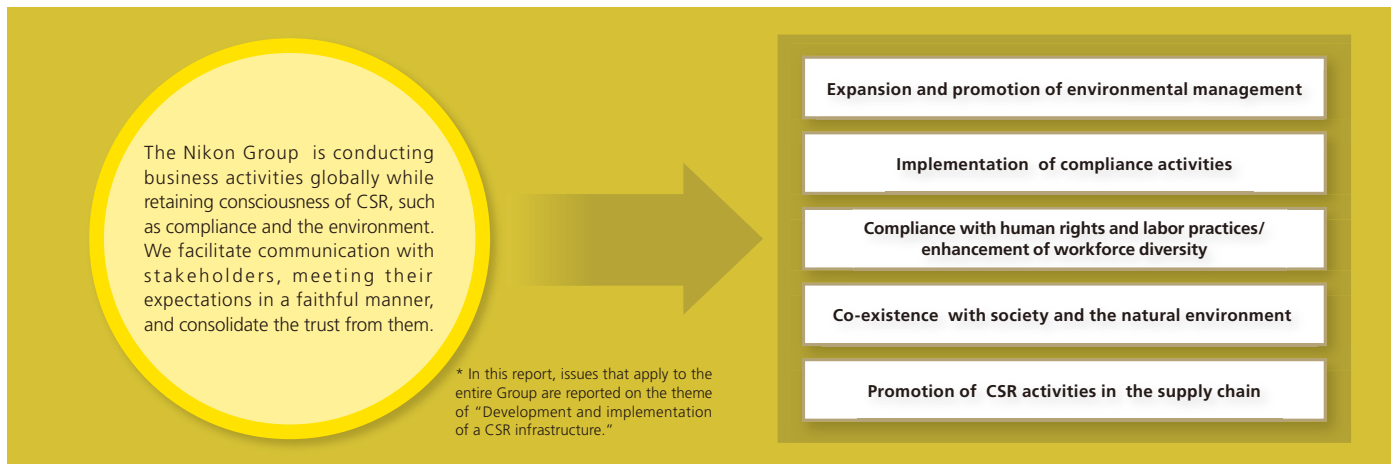 The Nikon Group is conducting
business activities globally while
retaining consciousness of CSR, such
as compliance and the environment.
We facilitate communication with
stakeholders, meeting their
expectations in a faithful manner,
and consolidate the trust from them.
* In this report, issues that apply to the
entire Group are reported on the theme
of “Development and implementation
of a CSR infrastructure.”
Expansion and promotion of environmental management
Implementation of compliance activities
Compliance with human rights and labor practices/
enhancement of workforce diversity
Co-existence with society and the natural environment
Promotion of CSR activities in the supply chain